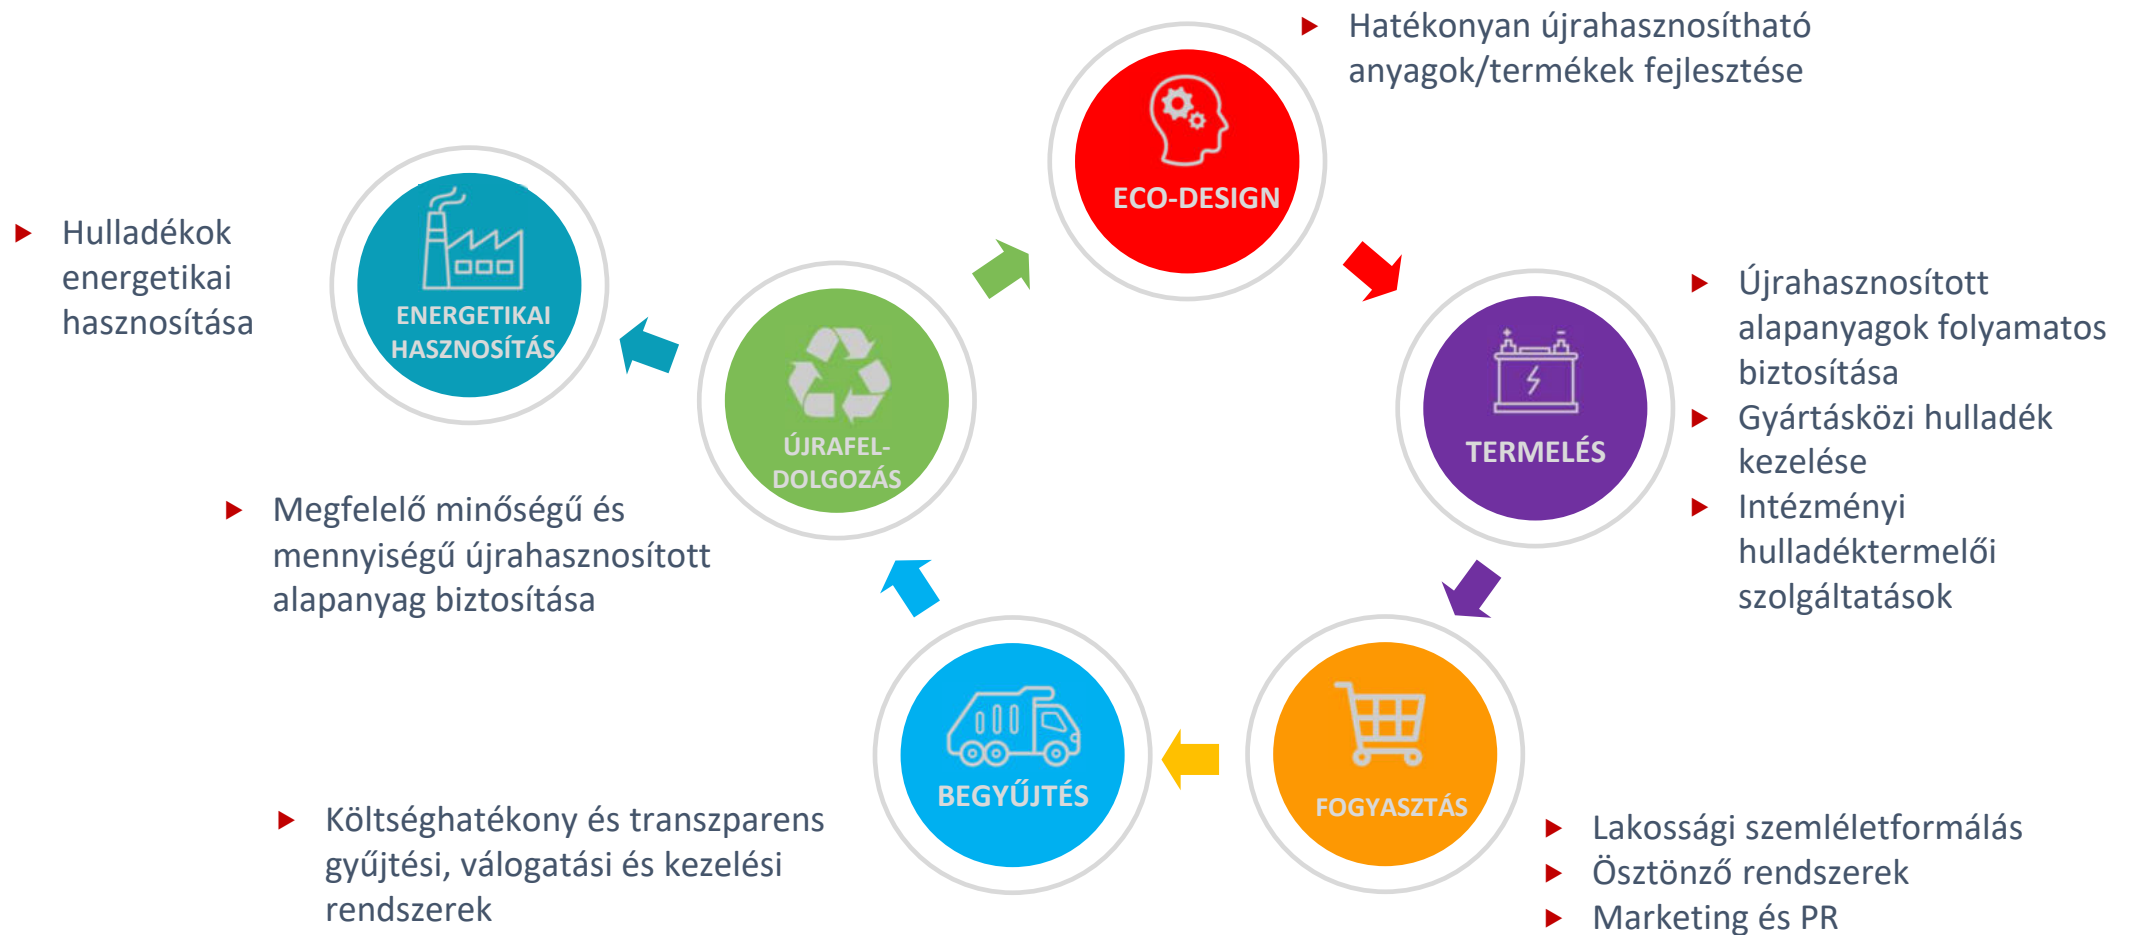 Hatékonyan újrahasznosítható
anyagok/termékek fejlesztése
ECO-DESIGN
Újrahasznosított
alapanyagok folyamatos
biztosítása
Gyártásközi hulladék
kezelése
Intézményi
hulladéktermelői
szolgáltatások
TERMELÉS
FOGYASZTÁS
Lakossági szemléletformálás
Ösztönző rendszerek
Marketing és PR
BEGYŰJTÉS
Költséghatékony és transzparens
gyűjtési, válogatási és kezelési
rendszerek
ÚJRAFEL-
DOLGOZÁS
Megfelelő minőségű és
mennyiségű újrahasznosított
alapanyag biztosítása
ENERGETIKAI
HASZNOSÍTÁS
Hulladékok
energetikai
hasznosítása